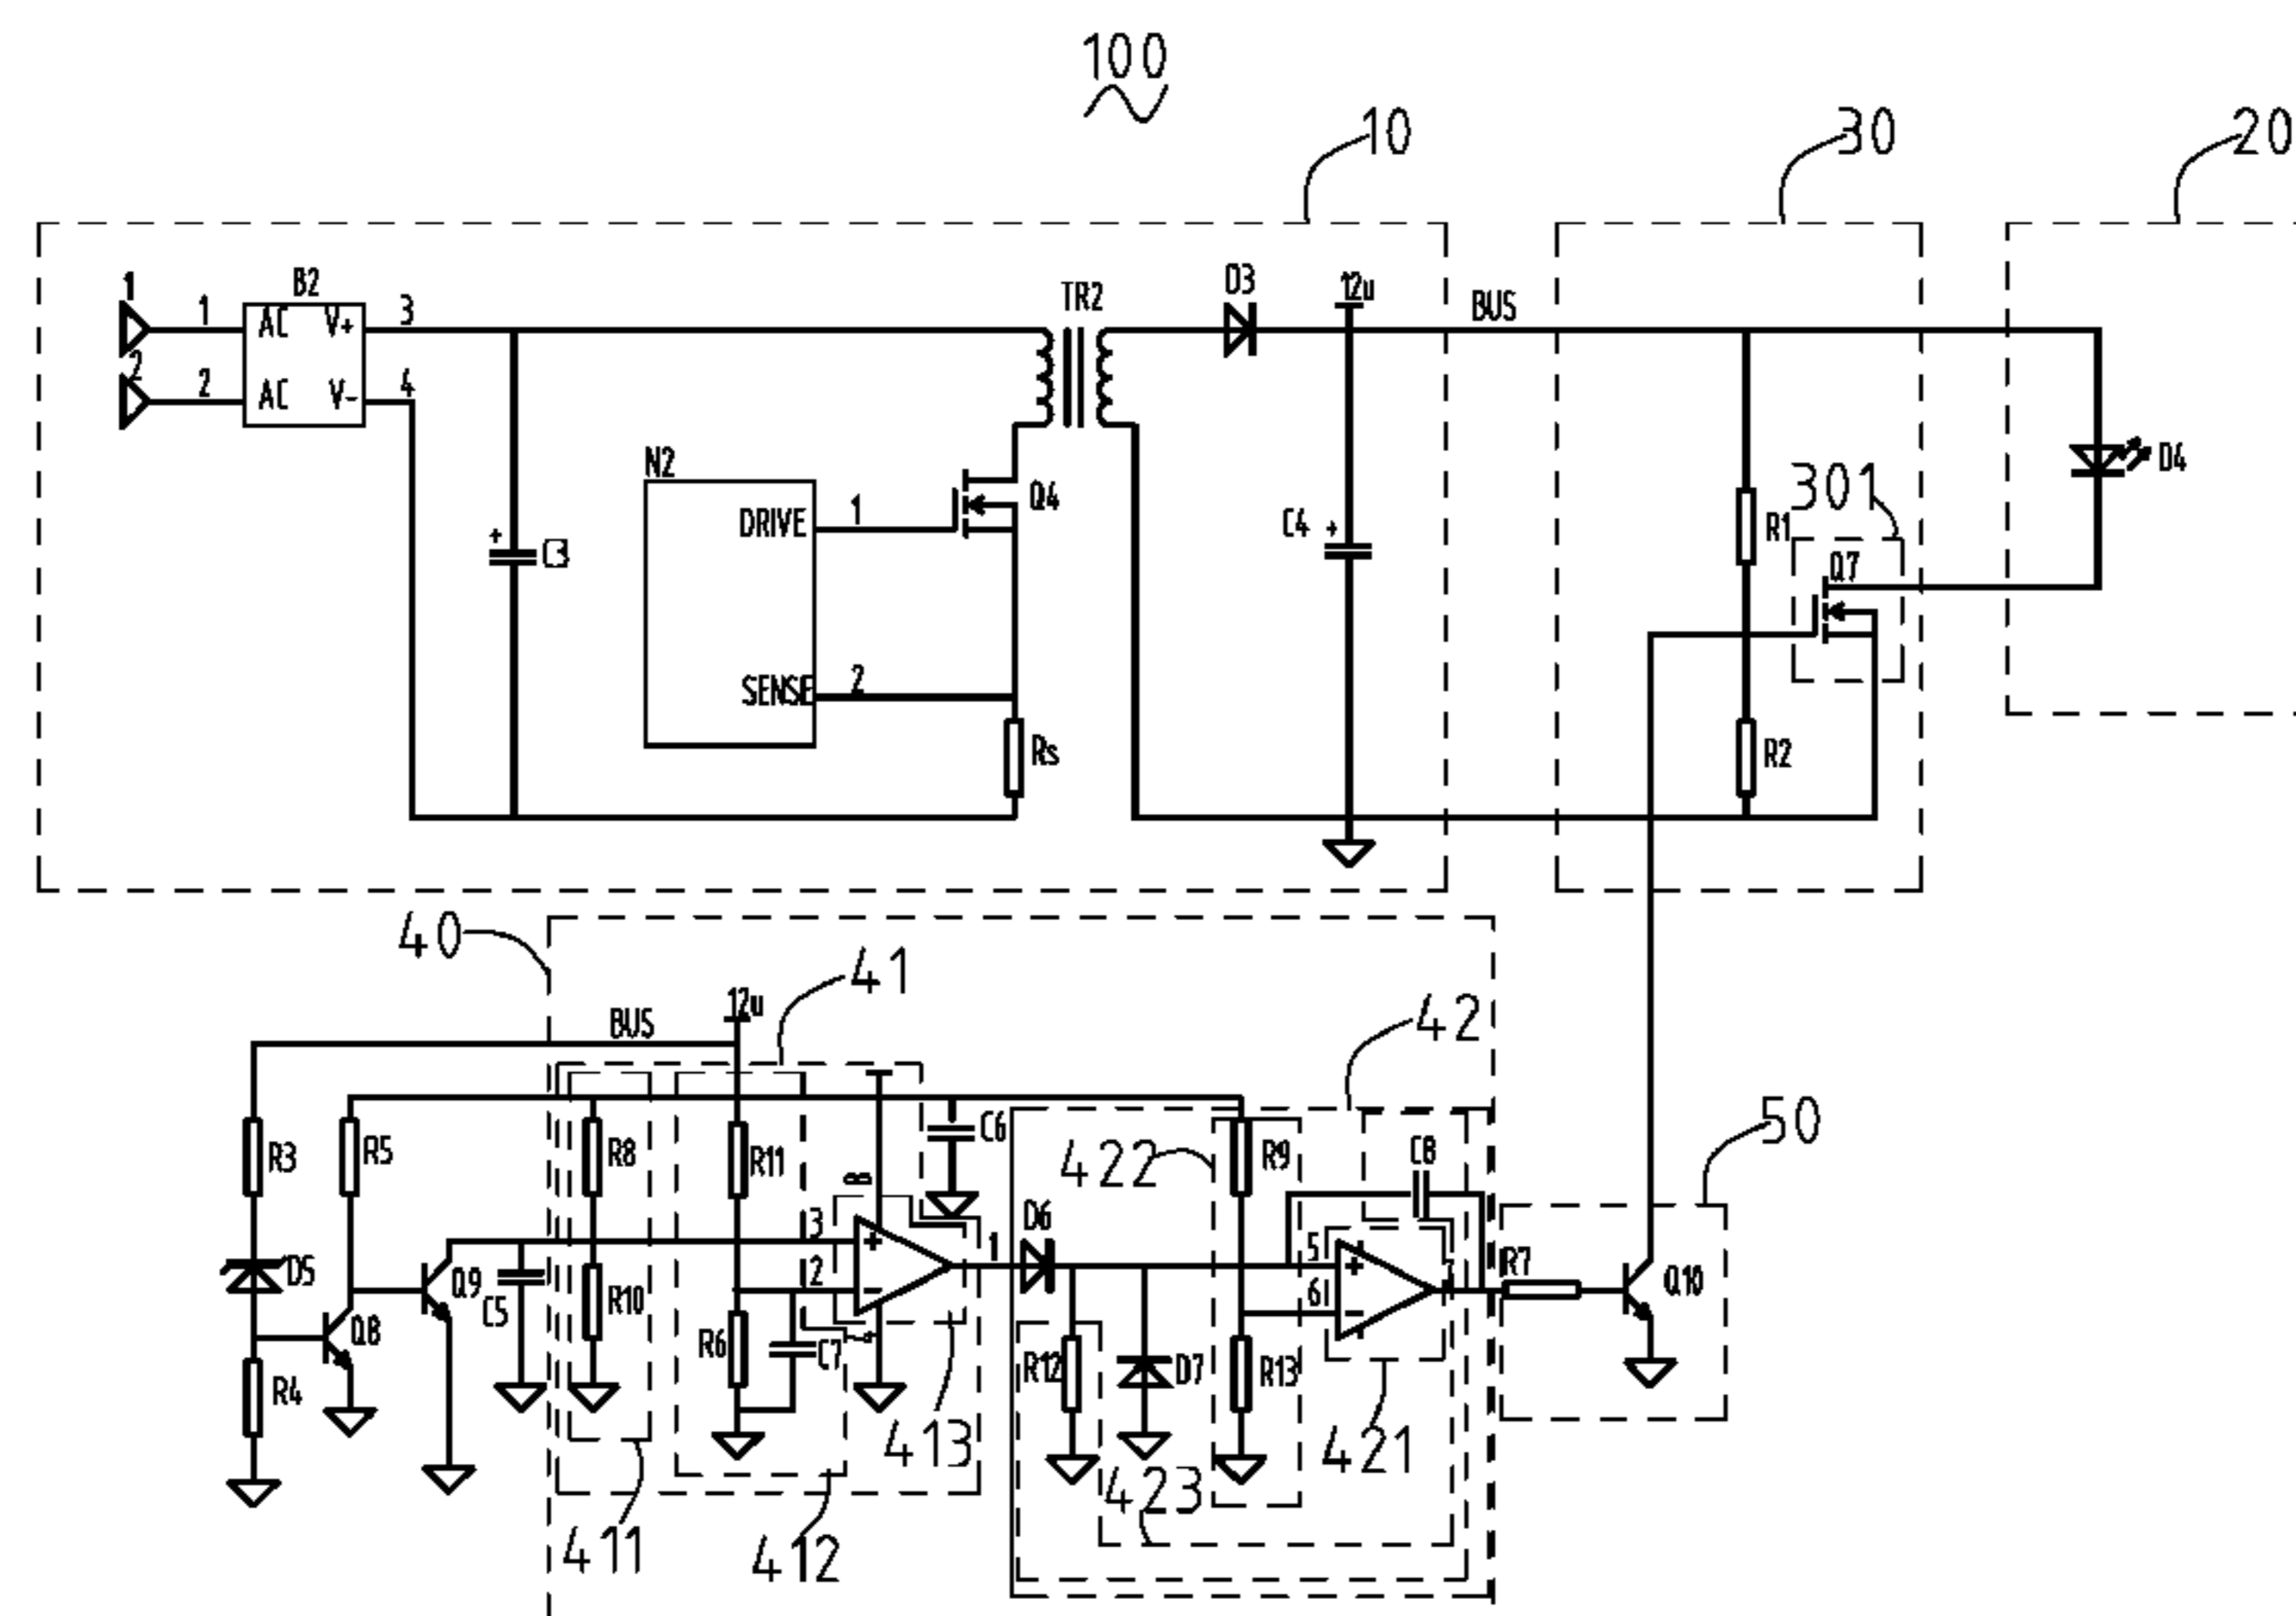 100
10
30
20
1
1
B2
AC V+
3
2
2
AC V-
4
TR2
D3
12u
BUS
N2
DRIVE
1
Q4
SENSE
2
Rs
+
C3
C4 +
R1
301
Q7
D4
R2
40
41
42
BUS
12u
50
R3
R5
R8
R11
8
C6
422
R9
C8
D5
Q8
Q9
C5
R10
R6
C7
3
+
2
-
4
1
D6
5
+
6
-
R7
Q10
R4
R12
D7
R13
413
421
423
411
412